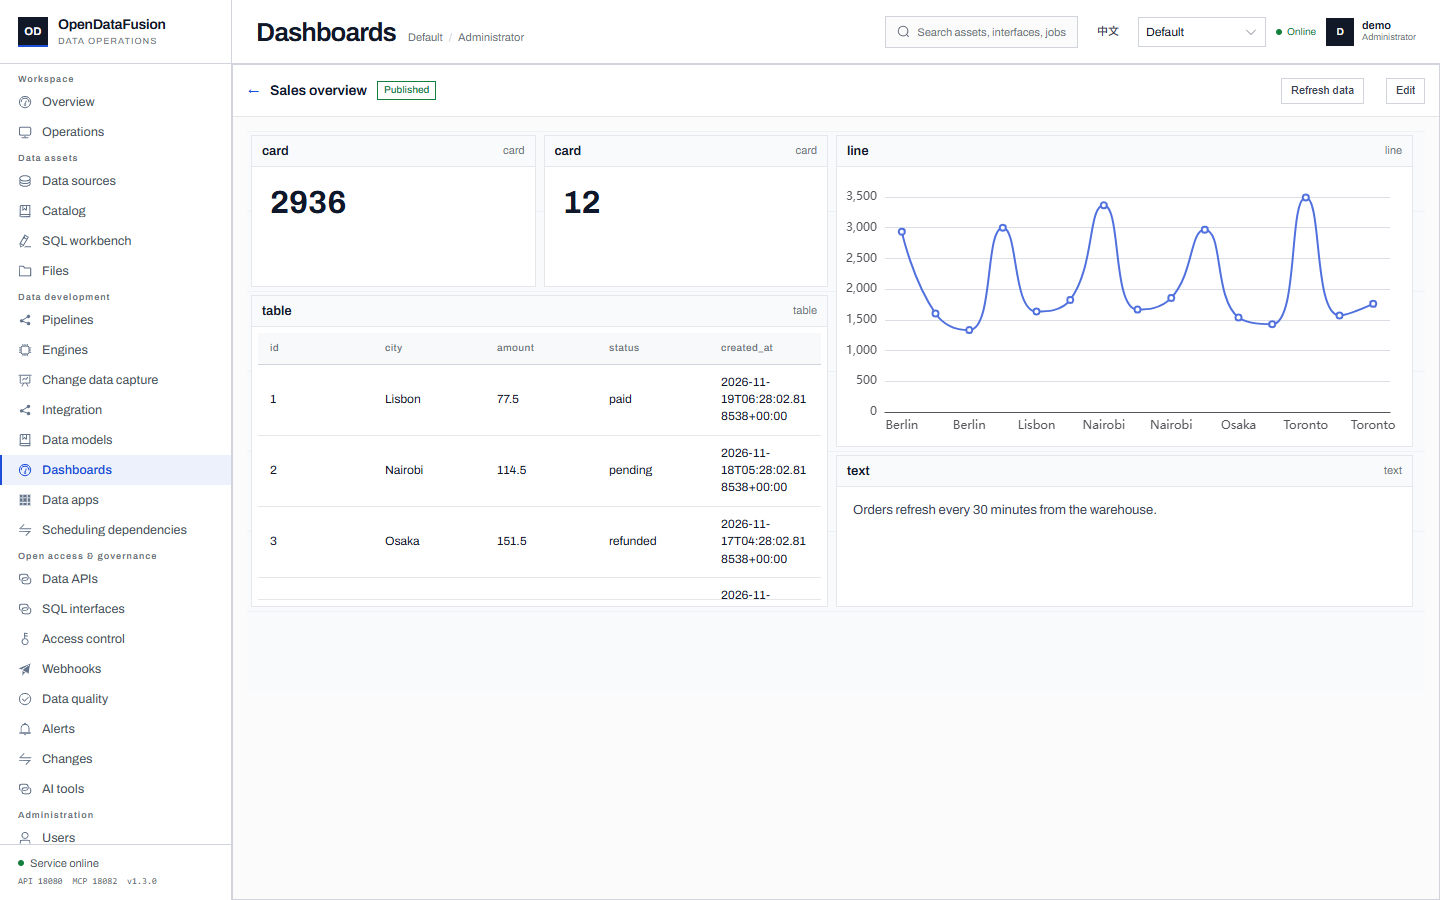 OD
OpenDataFusion
DATA OPERATIONS
Dashboards
Default / Administrator
Search assets, interfaces, jobs
中文
Default
Online
D
demo
Administrator
Workspace
Overview
Operations
Data assets
Data sources
Catalog
SQL workbench
Files
Data development
Pipelines
Engines
Change data capture
Integration
Data models
Dashboards
Data apps
Scheduling dependencies
Open access & governance
Data APIs
SQL interfaces
Access control
Webhooks
Data quality
Alerts
Changes
AI tools
Administration
Users
Service online
API 18080 MCP 18082 v1.3.0
← Sales overview Published
Refresh data
Edit
card card
2936
card card
12
line line
3,500
3,000
2,500
2,000
1,500
1,000
500
0
Berlin Berlin Lisbon Nairobi Nairobi Osaka Toronto Toronto
table table
id city amount status created_at
1 Lisbon 77.5 paid 2026-11-
19T06:28:02.81
8538+00:00
2 Nairobi 114.5 pending 2026-11-
18T05:28:02.81
8538+00:00
3 Osaka 151.5 refunded 2026-11-
17T04:28:02.81
8538+00:00
2026-11-
text text
Orders refresh every 30 minutes from the warehouse.